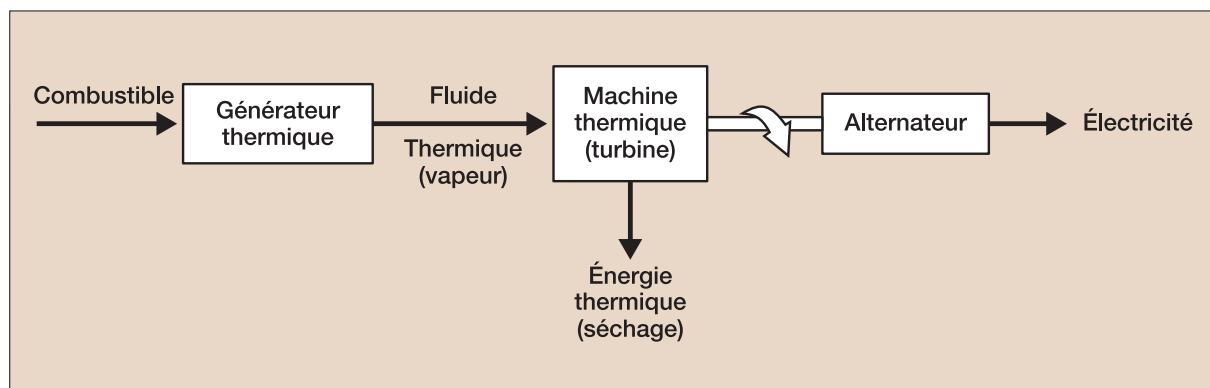 Combustible
Générateur
thermique
Fluide
Thermique
(vapeur)
Machine
thermique
(turbine)
Énergie
thermique
(séchage)
Alternateur
Électricité